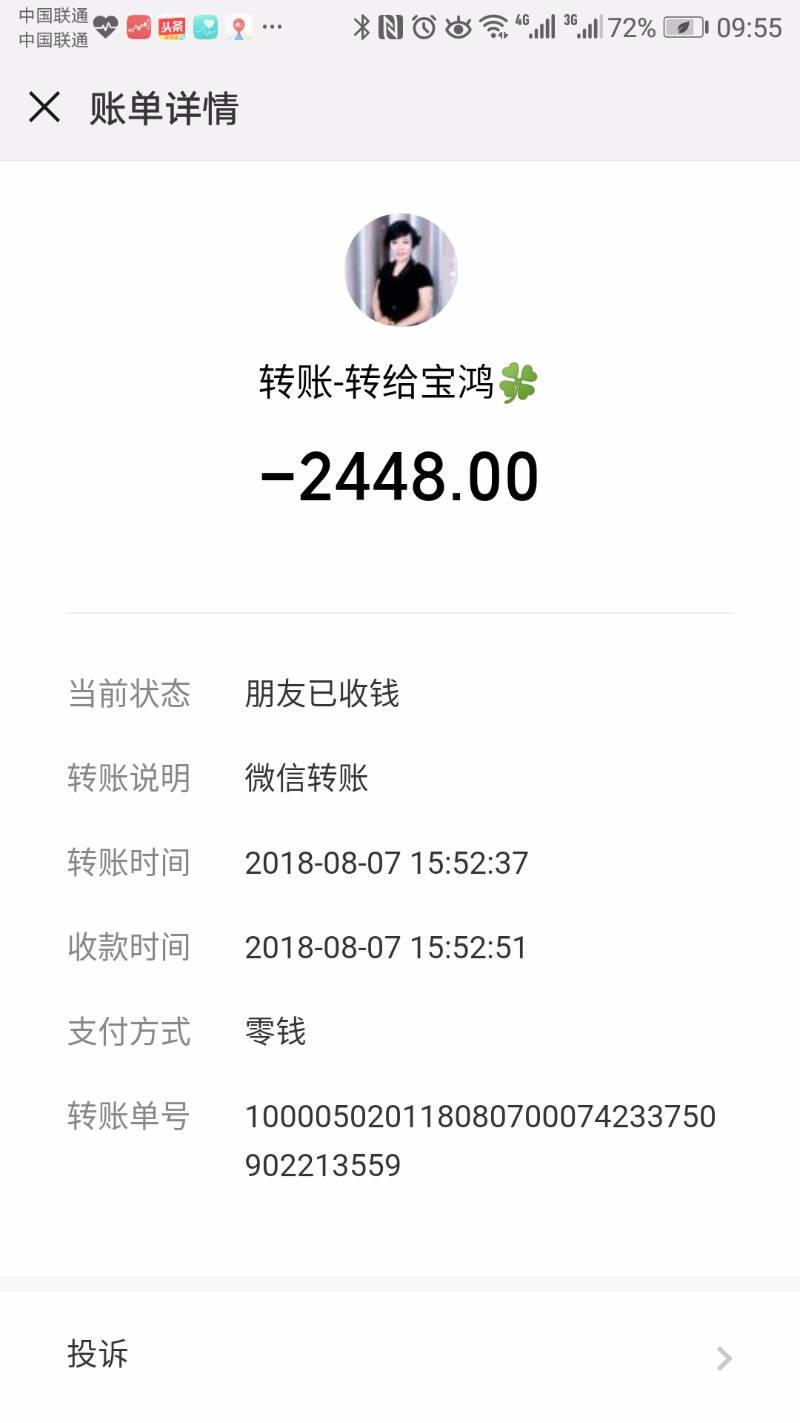 中国联通
中国联通
头条
4G 3G 72% 09:55
账单详情
转账-转给宝鸿🍀
-2448.00
当前状态 朋友已收钱
转账说明 微信转账
转账时间 2018-08-07 15:52:37
收款时间 2018-08-07 15:52:51
支付方式 零钱
转账单号 100005020118080700074233750
902213559
投诉